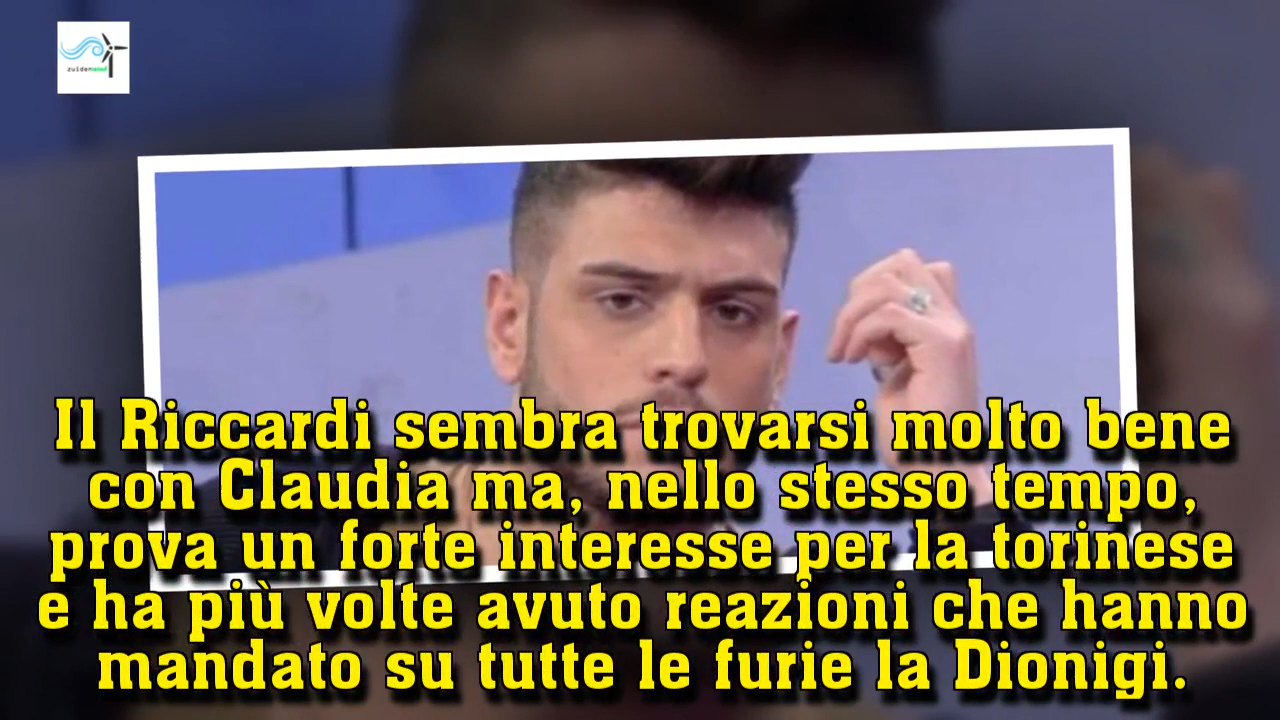 zuidenwind
Il Riccardi sembra trovarsi molto bene
con Claudia ma, nello stesso tempo,
prova un forte interesse per la torinese
e ha più volte avuto reazioni che hanno
mandato su tutte le furie la Dionigi.